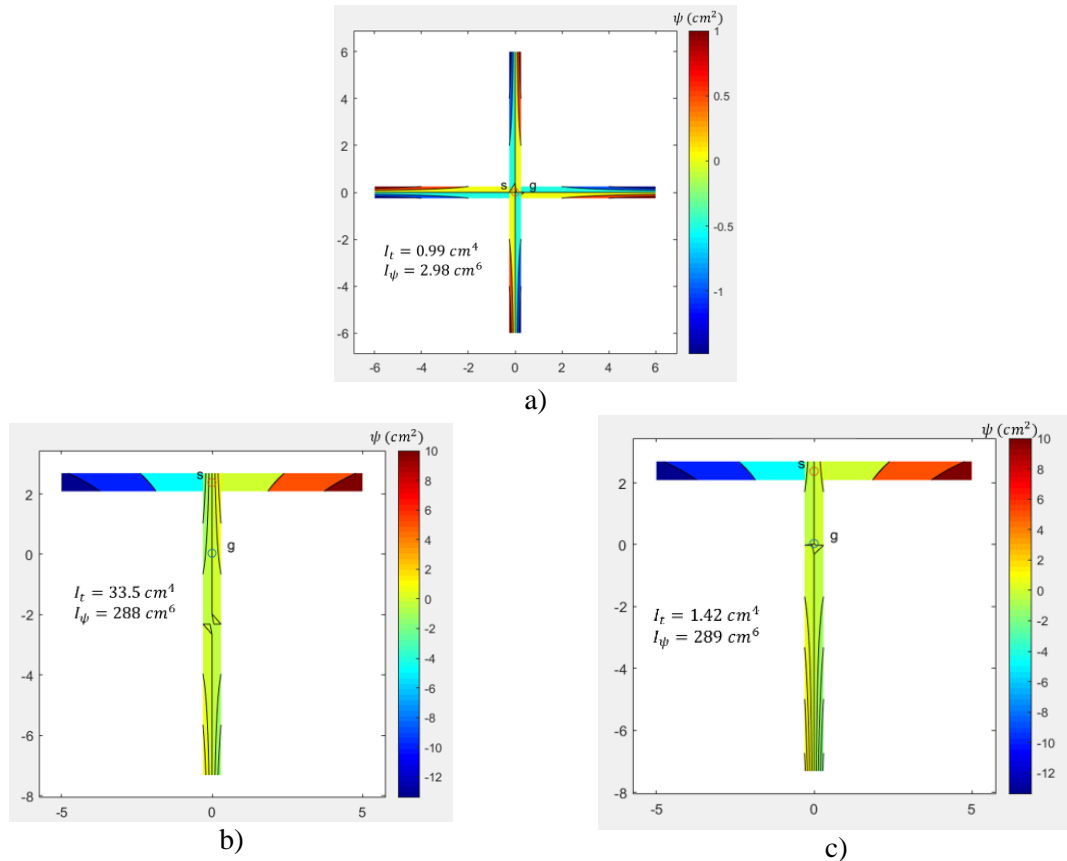 ψ (cm²)
1
0.5
0
-0.5
-1
6
4
2
0
-2
-4
-6
-6 -4 -2 0 2 4 6
s g
I_t = 0.99 cm⁴
I_ψ = 2.98 cm⁶
a)
ψ (cm²)
10
8
6
4
2
0
-2
-4
-6
-8
-10
-12
2
0
-2
-4
-6
-8
-5 0 5
s
g
I_t = 33.5 cm⁴
I_ψ = 288 cm⁶
b)
ψ (cm²)
10
8
6
4
2
0
-2
-4
-6
-8
-10
-12
2
0
-2
-4
-6
-8
-5 0 5
s
g
I_t = 1.42 cm⁴
I_ψ = 289 cm⁶
c)